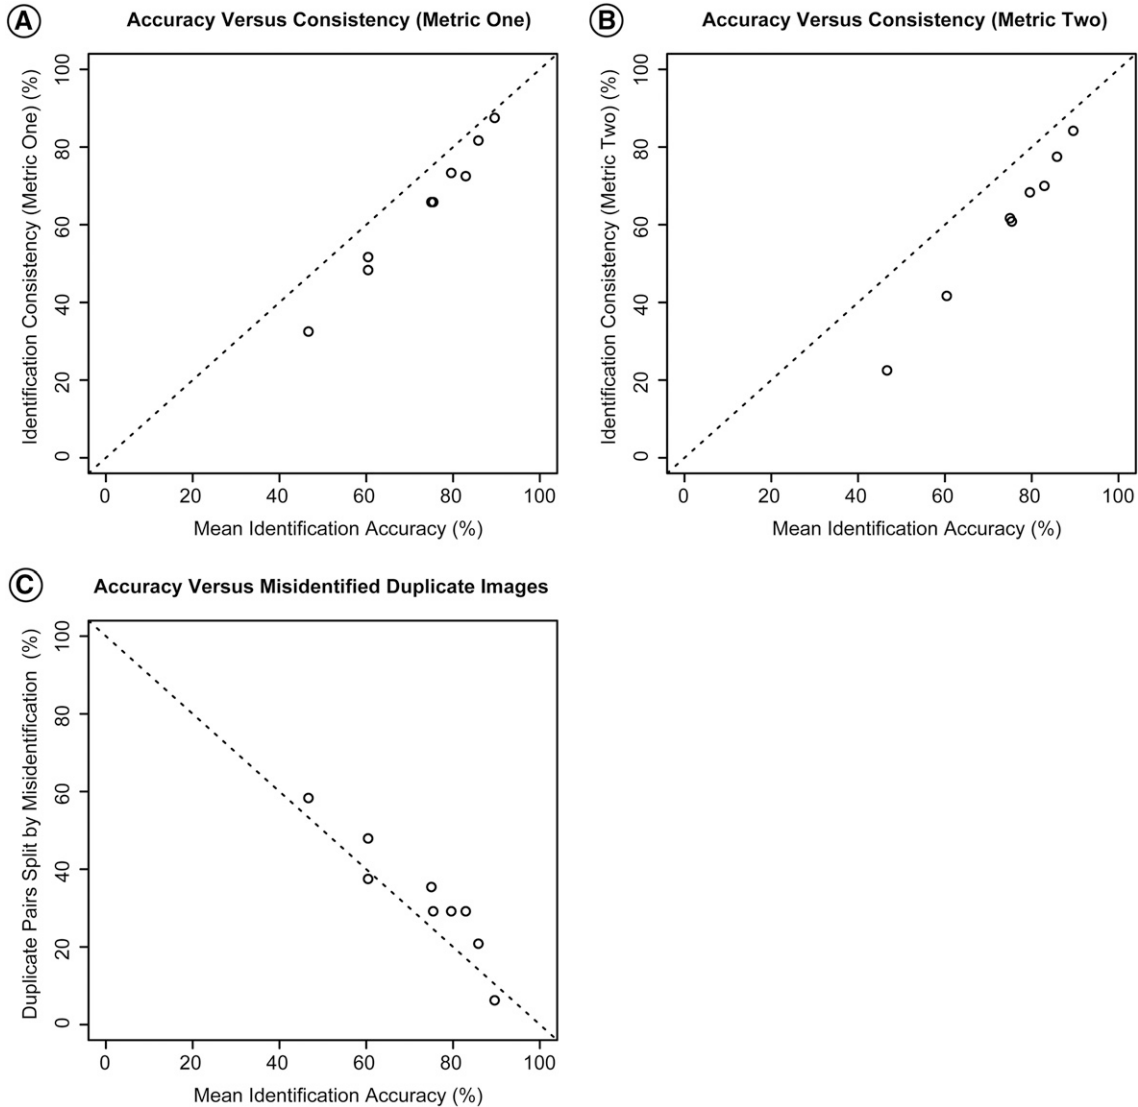 A
Accuracy Versus Consistency (Metric One)
Identification Consistency (Metric One) (%)
100
80
60
40
20
0
0 20 40 60 80 100
Mean Identification Accuracy (%)
B
Accuracy Versus Consistency (Metric Two)
Identification Consistency (Metric Two) (%)
100
80
60
40
20
0
0 20 40 60 80 100
Mean Identification Accuracy (%)
C
Accuracy Versus Misidentified Duplicate Images
Duplicate Pairs Split by Misidentification (%)
100
80
60
40
20
0
0 20 40 60 80 100
Mean Identification Accuracy (%)